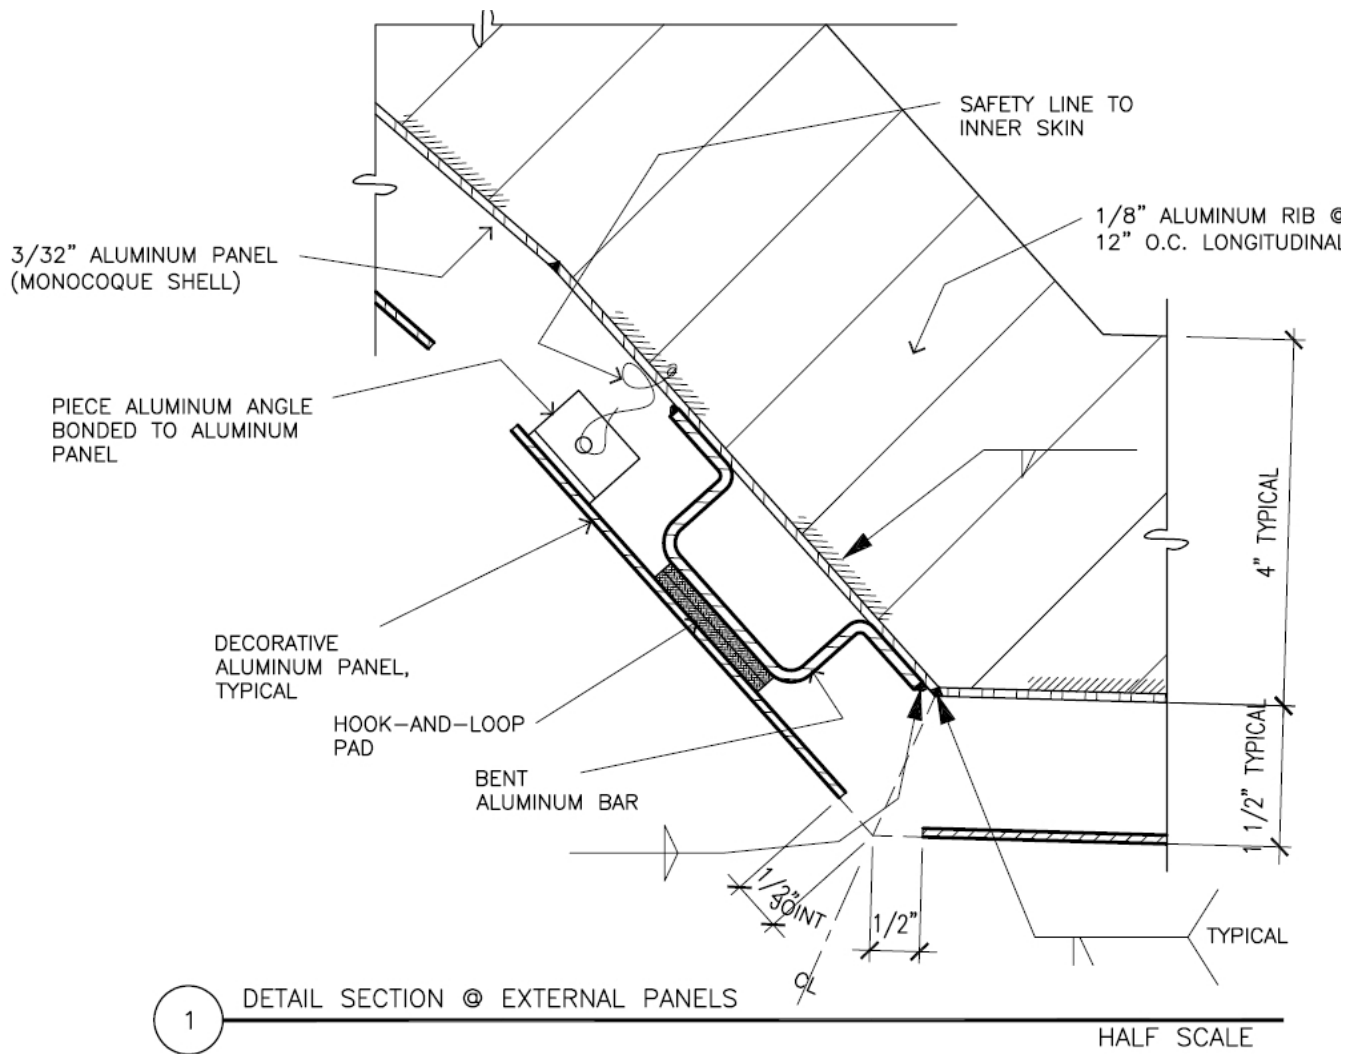 SAFETY LINE TO
INNER SKIN
1/8" ALUMINUM RIB @
12" O.C. LONGITUDINAL
3/32" ALUMINUM PANEL
(MONOCOQUE SHELL)
PIECE ALUMINUM ANGLE
BONDED TO ALUMINUM
PANEL
4" TYPICAL
DECORATIVE
ALUMINUM PANEL,
TYPICAL
HOOK-AND-LOOP
PAD
BENT
ALUMINUM BAR
1 1/2" TYPICAL
1/2"
JOINT
1/2"
TYPICAL
CL
1
DETAIL SECTION @ EXTERNAL PANELS
HALF SCALE